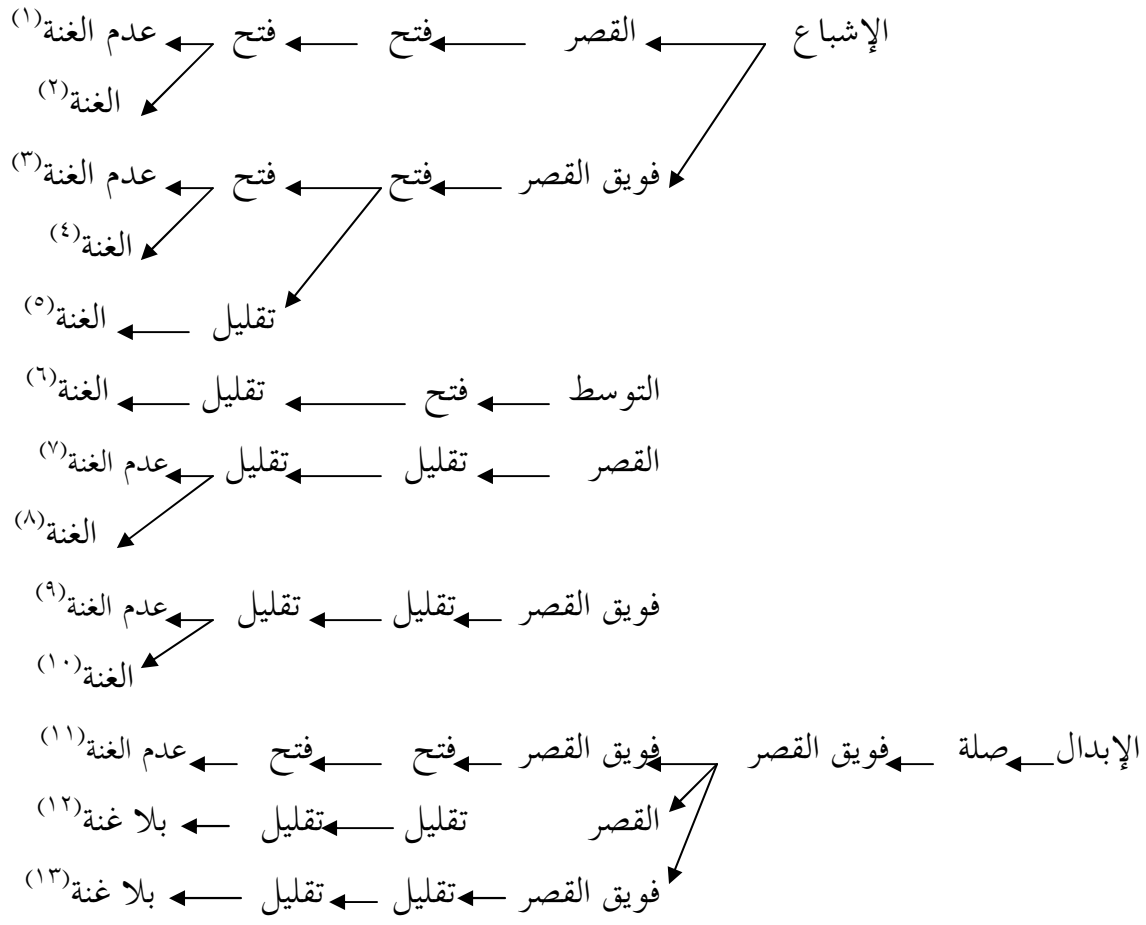 الإشباع القصر فتح فتح عدم الغنة(١)
الغنة(٢)
فويق القصر فتح فتح عدم الغنة(٣)
الغنة(٤)
تقليل الغنة(٥)
التوسط فتح تقليل الغنة(٦)
القصر تقليل تقليل عدم الغنة(٧)
الغنة(٨)
فويق القصر تقليل تقليل عدم الغنة(٩)
الغنة(١٠)
الإبدال صلة فويق القصر فويق القصر فتح فتح عدم الغنة(١١)
القصر تقليل تقليل بلا غنة(١٢)
فويق القصر تقليل تقليل بلا غنة(١٣)